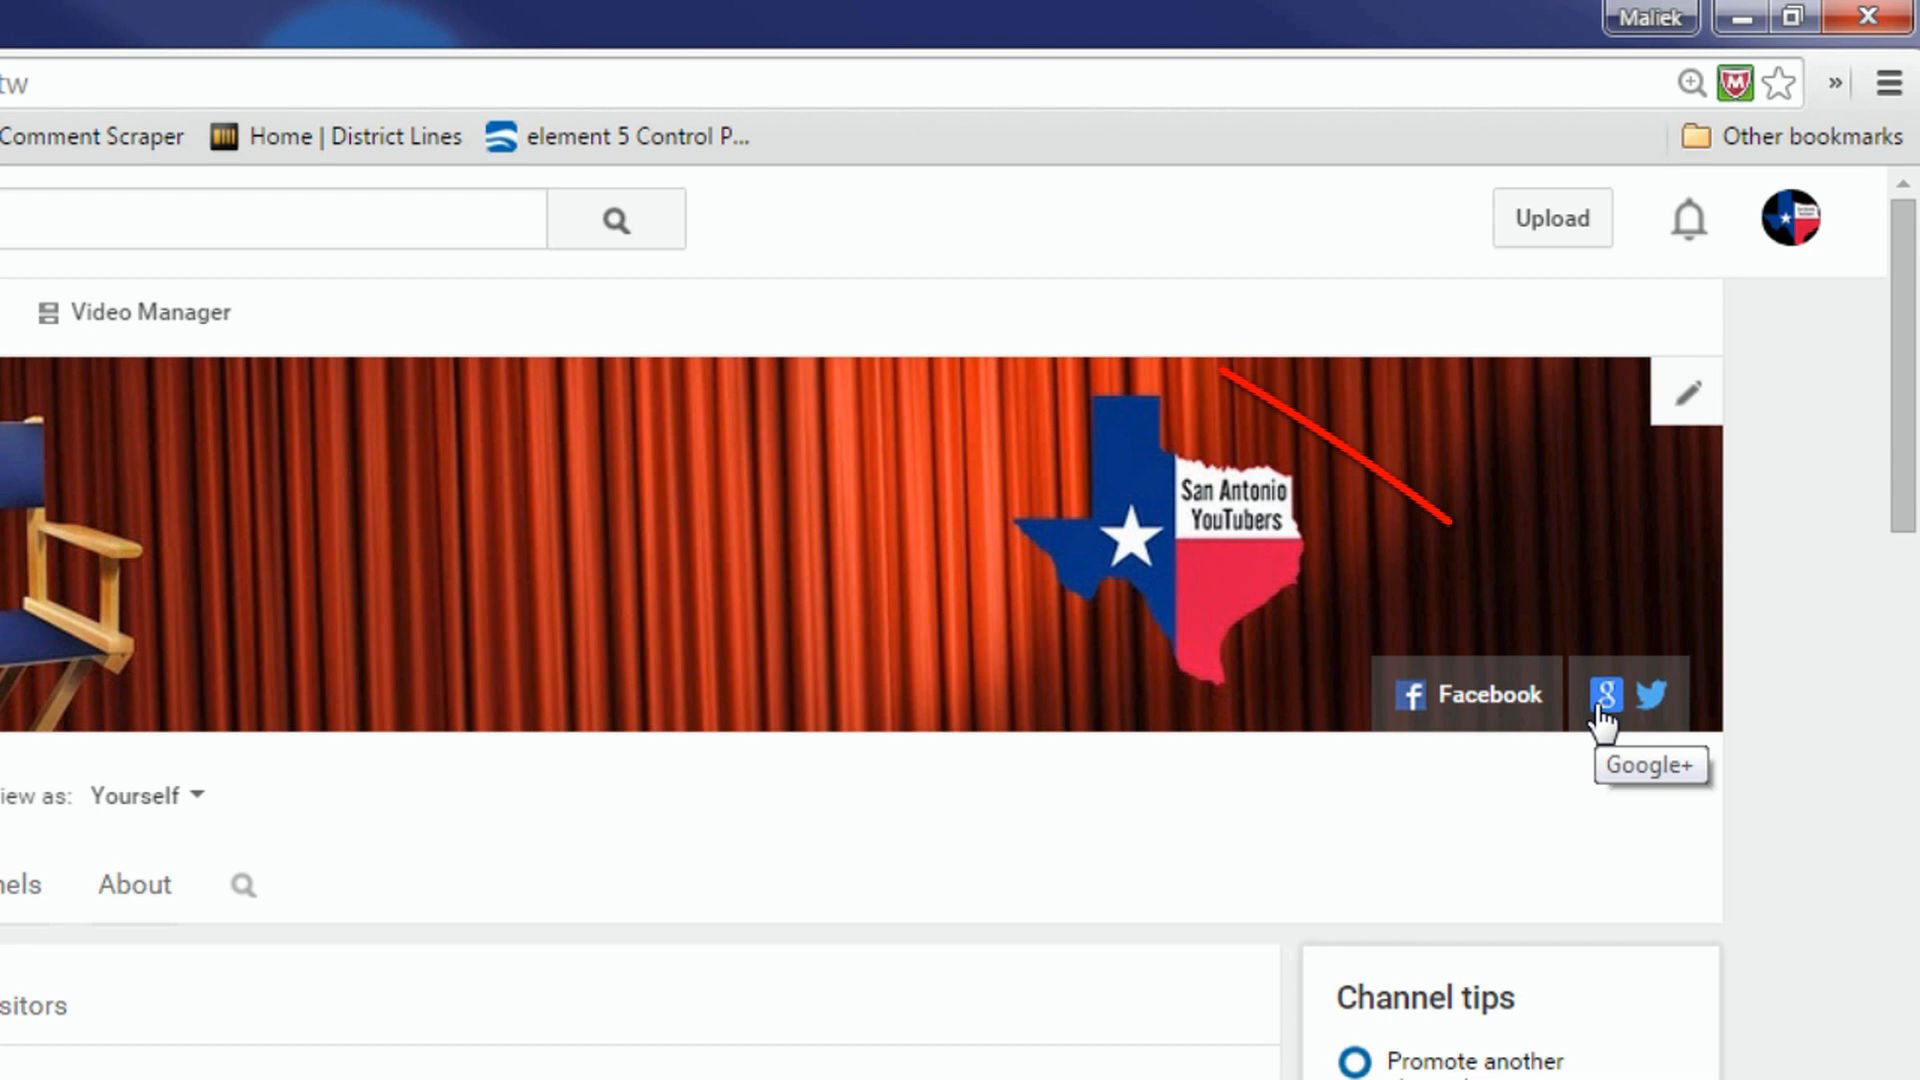 Maliek
tw
Comment Scraper
Home | District Lines
element 5 Control P...
Other bookmarks
Upload
Video Manager
San Antonio
YouTubers
Facebook
Google+
iew as: Yourself
nels
About
sitors
Channel tips
Promote another